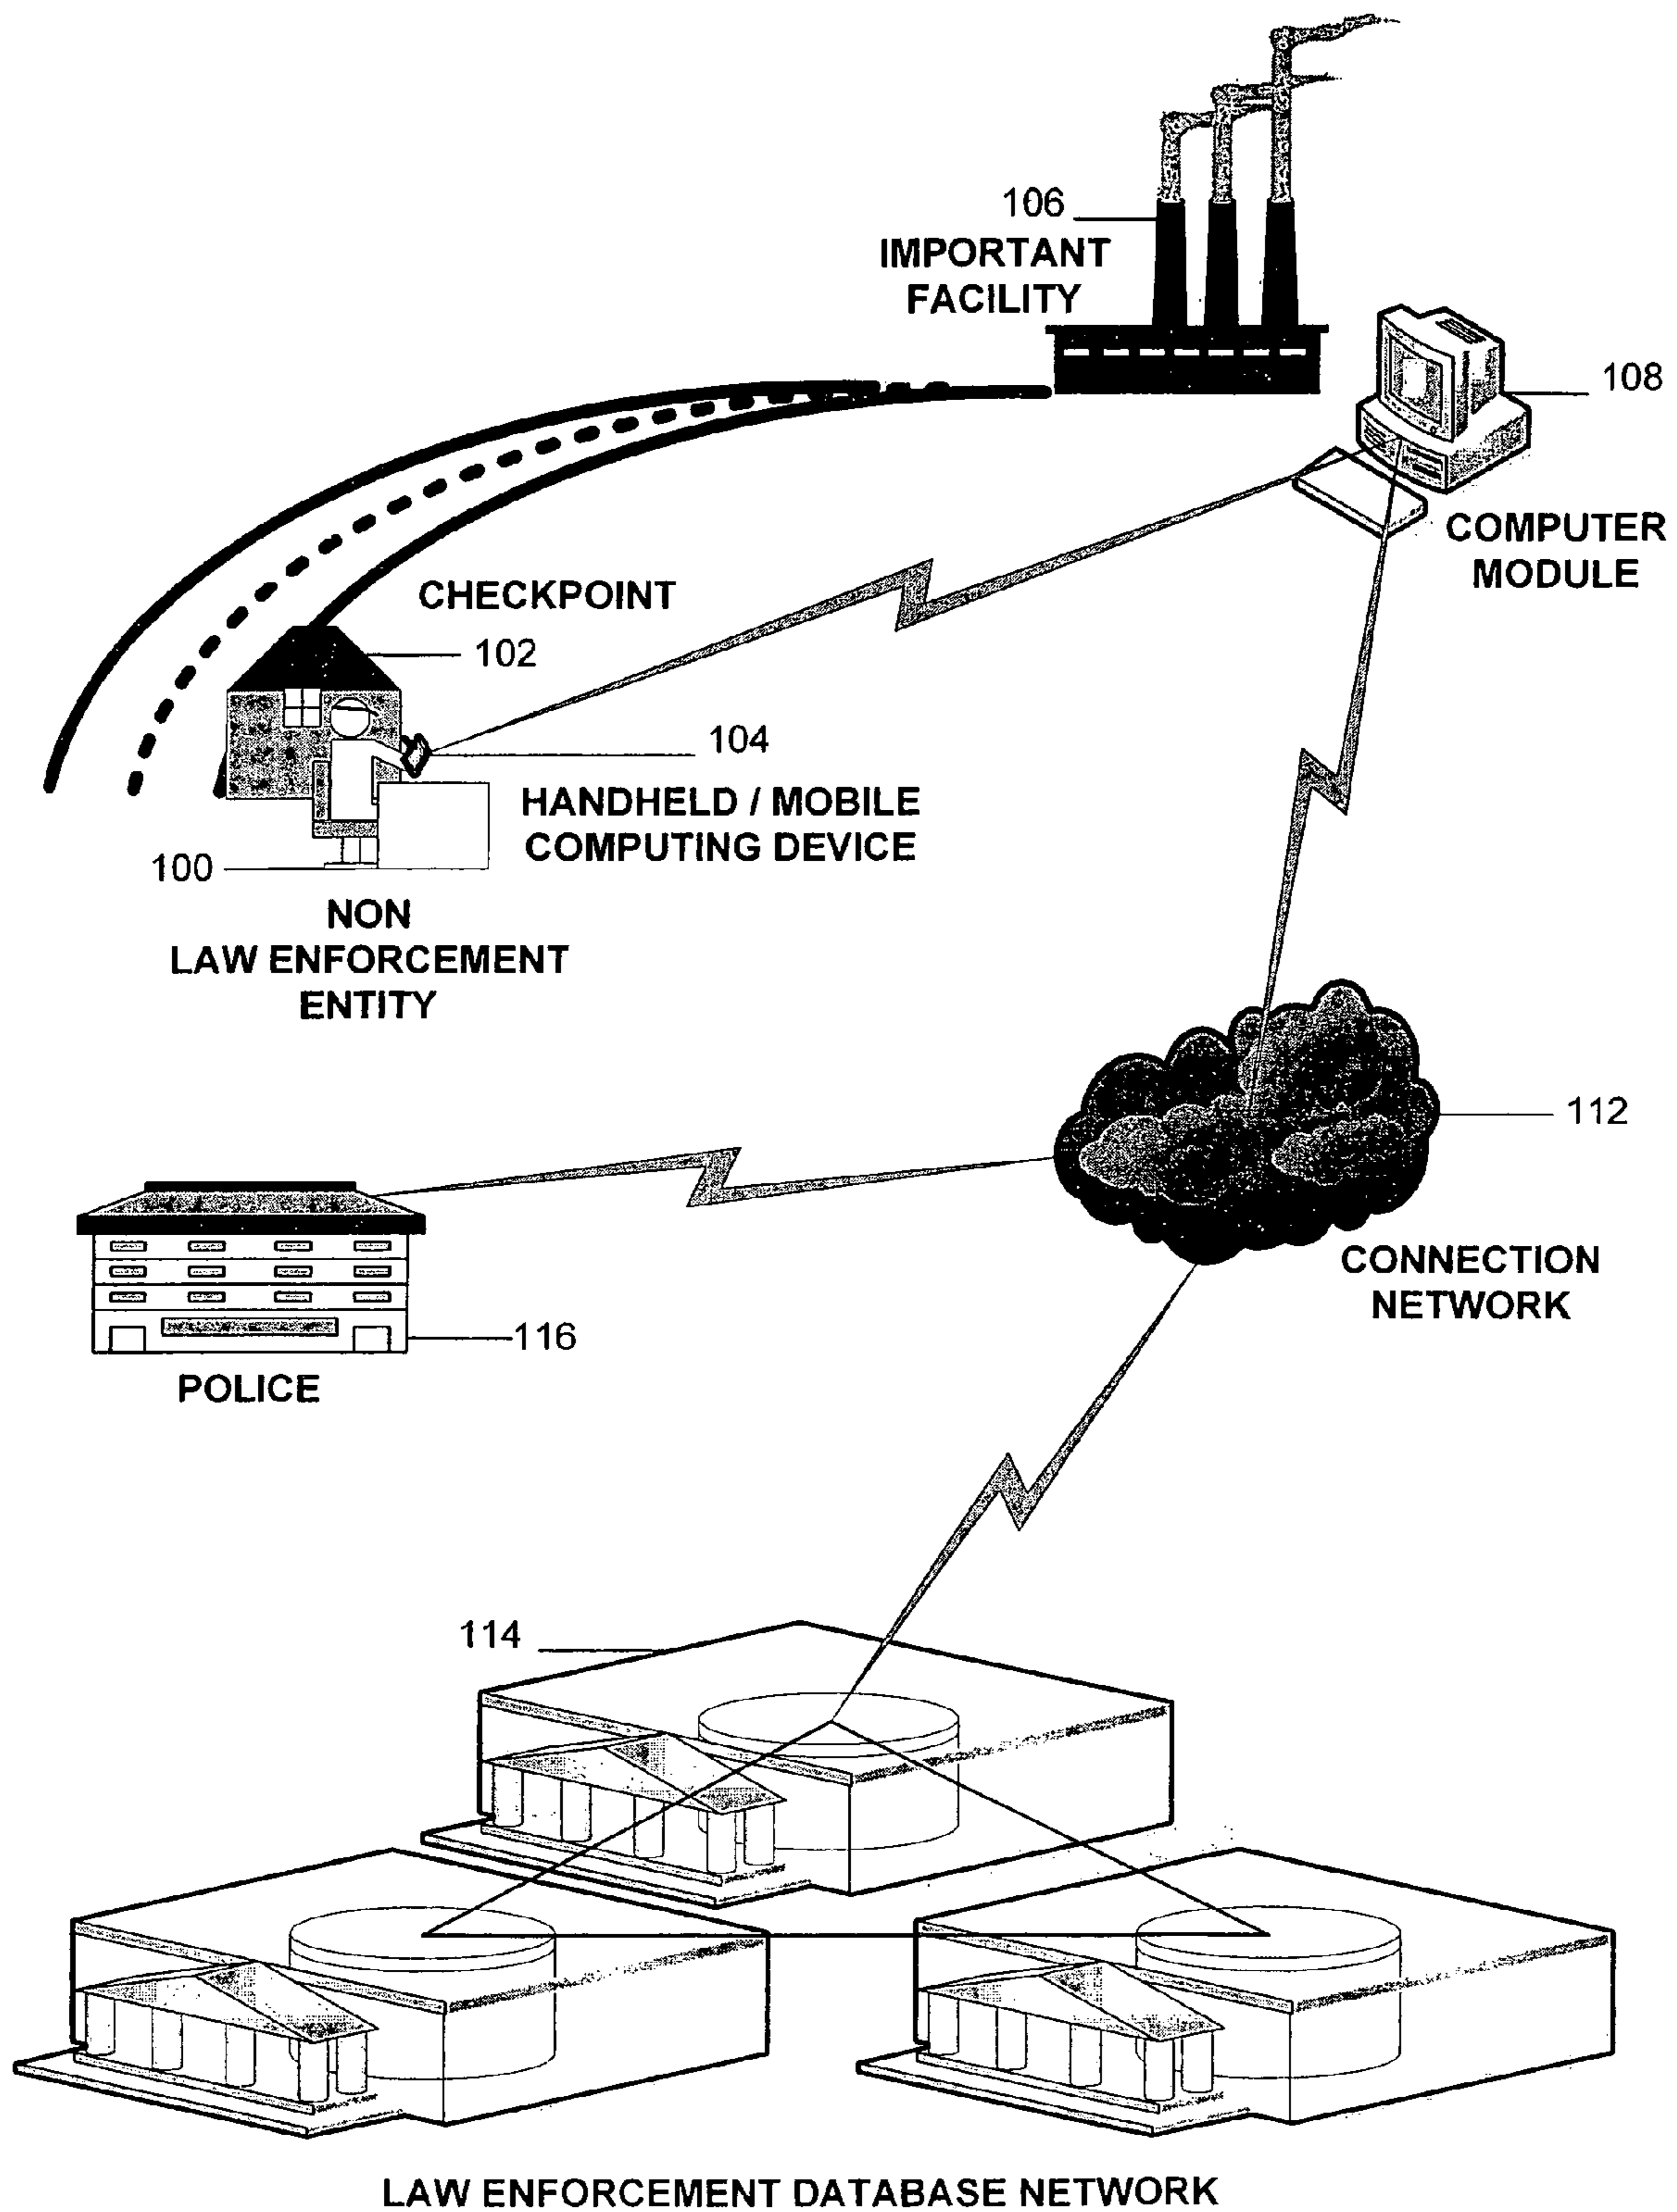 106
IMPORTANT
FACILITY
108
COMPUTER
MODULE
CHECKPOINT
102
104
HANDHELD / MOBILE
COMPUTING DEVICE
100
NON
LAW ENFORCEMENT
ENTITY
112
CONNECTION
NETWORK
116
POLICE
114
LAW ENFORCEMENT DATABASE NETWORK